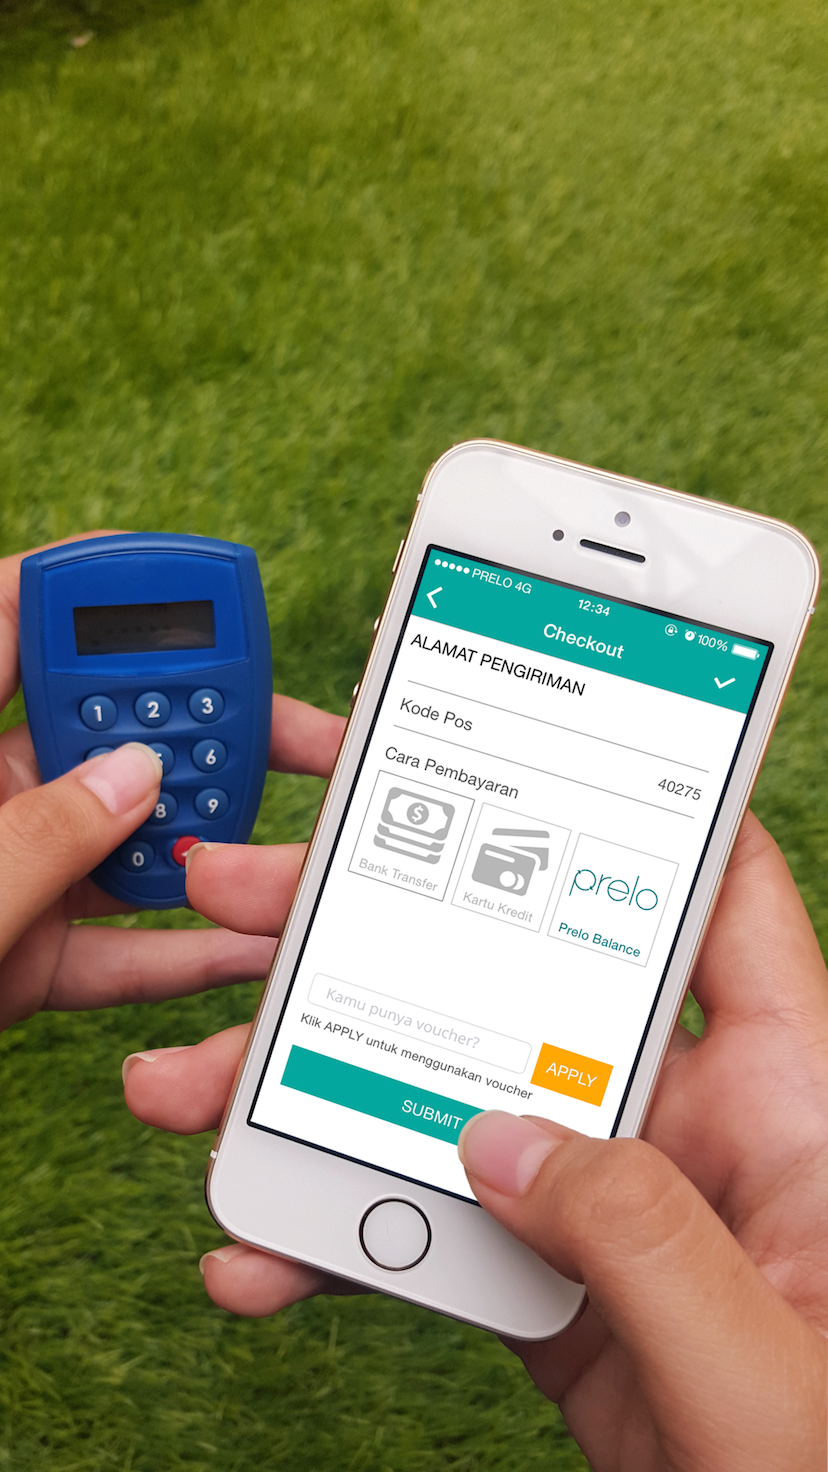 PRELO 4G
12:34
100%
Checkout
ALAMAT PENGIRIMAN
Kode Pos
40275
Cara Pembayaran
Bank Transfer
Kartu Kredit
prelo
Prelo Balance
Kamu punya voucher?
Klik APPLY untuk menggunakan voucher
APPLY
SUBMIT
1 2 3
6
8 9
0